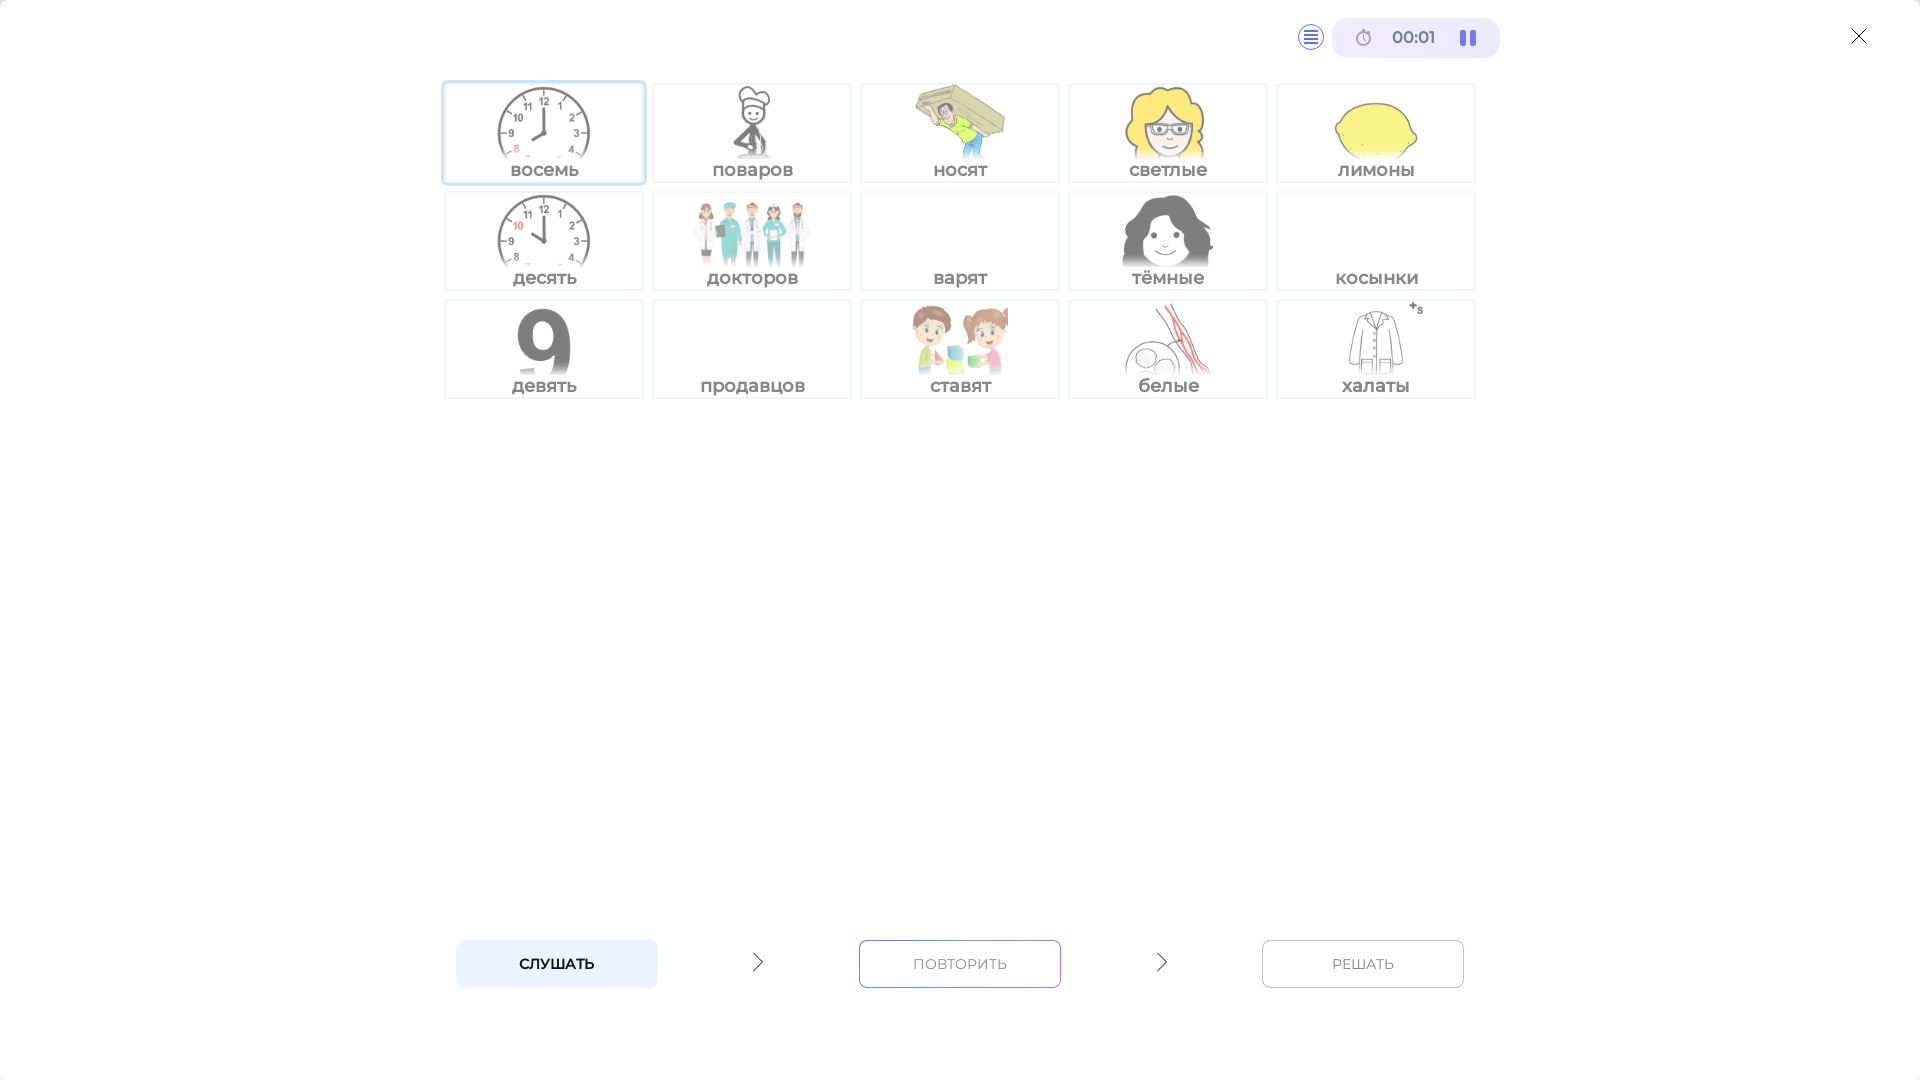 00:01
восемь
поваров
носят
светлые
лимоны
десять
докторов
варят
тёмные
косынки
девять
продавцов
ставят
белые
халаты
СЛУШАТЬ
ПОВТОРИТЬ
РЕШАТЬ